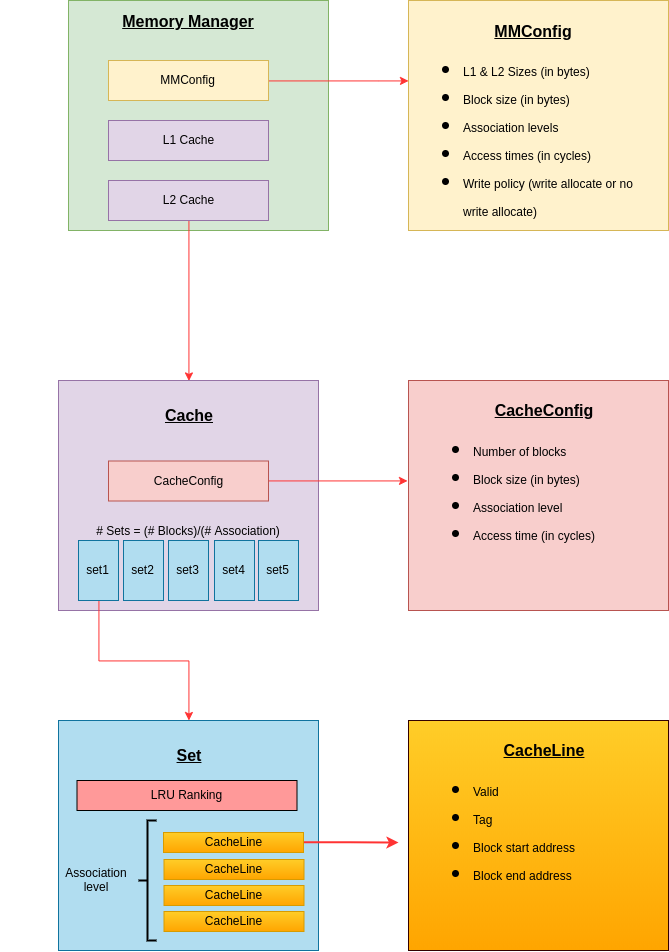 Memory Manager
MMConfig
L1 Cache
L2 Cache
MMConfig
L1 & L2 Sizes (in bytes)
Block size (in bytes)
Association levels
Access times (in cycles)
Write policy (write allocate or no
write allocate)
Cache
CacheConfig
# Sets = (# Blocks)/(# Association)
set1 set2 set3 set4 set5
CacheConfig
Number of blocks
Block size (in bytes)
Association level
Access time (in cycles)
Set
LRU Ranking
Association
level
CacheLine
CacheLine
CacheLine
CacheLine
CacheLine
Valid
Tag
Block start address
Block end address